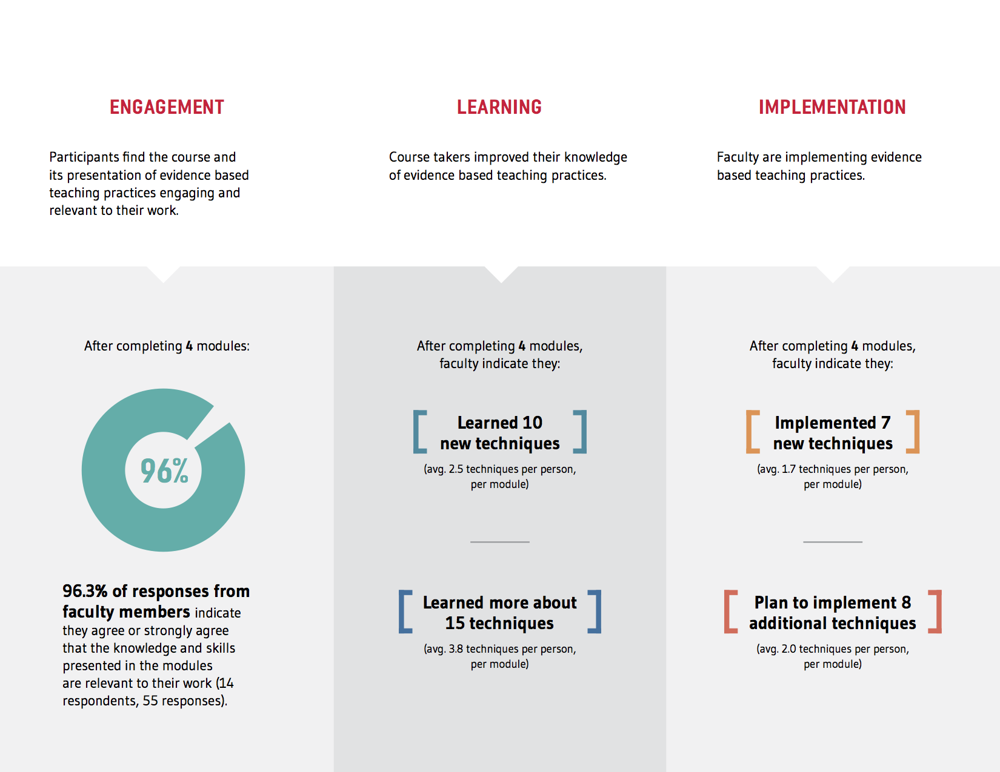 ENGAGEMENT
Participants find the course and
its presentation of evidence based
teaching practices engaging and
relevant to their work.
After completing 4 modules:
96%
96.3% of responses from
faculty members indicate
they agree or strongly agree
that the knowledge and skills
presented in the modules
are relevant to their work (14
respondents, 55 responses).
LEARNING
Course takers improved their knowledge
of evidence based teaching practices.
After completing 4 modules,
faculty indicate they:
Learned 10
new techniques
(avg. 2.5 techniques per person,
per module)
Learned more about
15 techniques
(avg. 3.8 techniques per person,
per module)
IMPLEMENTATION
Faculty are implementing evidence
based teaching practices.
After completing 4 modules,
faculty indicate they:
Implemented 7
new techniques
(avg. 1.7 techniques per person,
per module)
Plan to implement 8
additional techniques
(avg. 2.0 techniques per person,
per module)